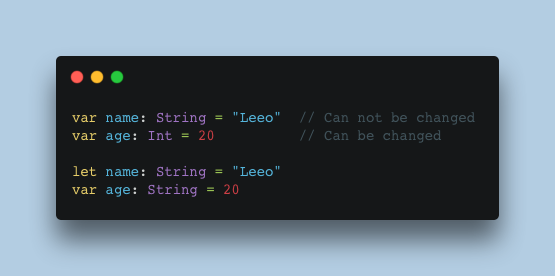 var name: String = "Leeo"  // Can not be changed
var age: Int = 20          // Can be changed
let name: String = "Leeo"
var age: String = 20